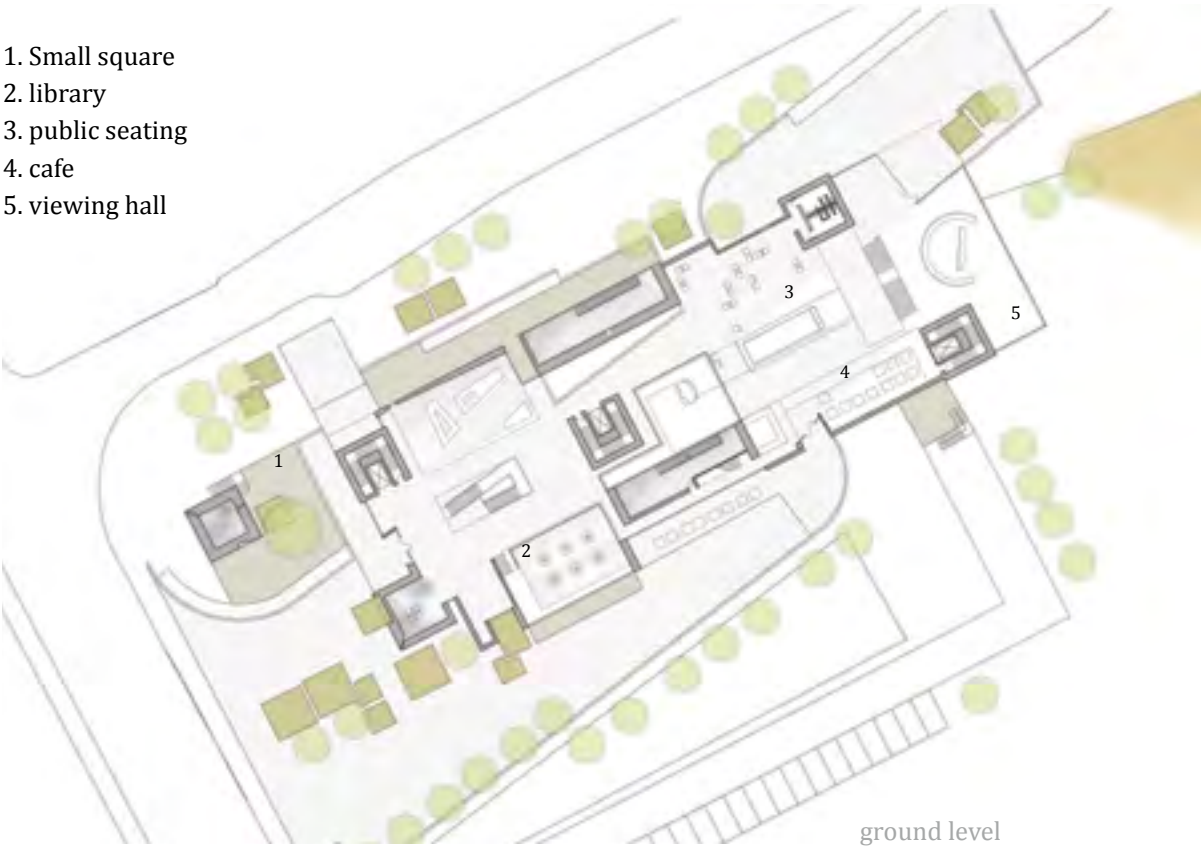 1. Small square
2. library
3. public seating
4. cafe
5. viewing hall
3
5
4
1
2
ground level